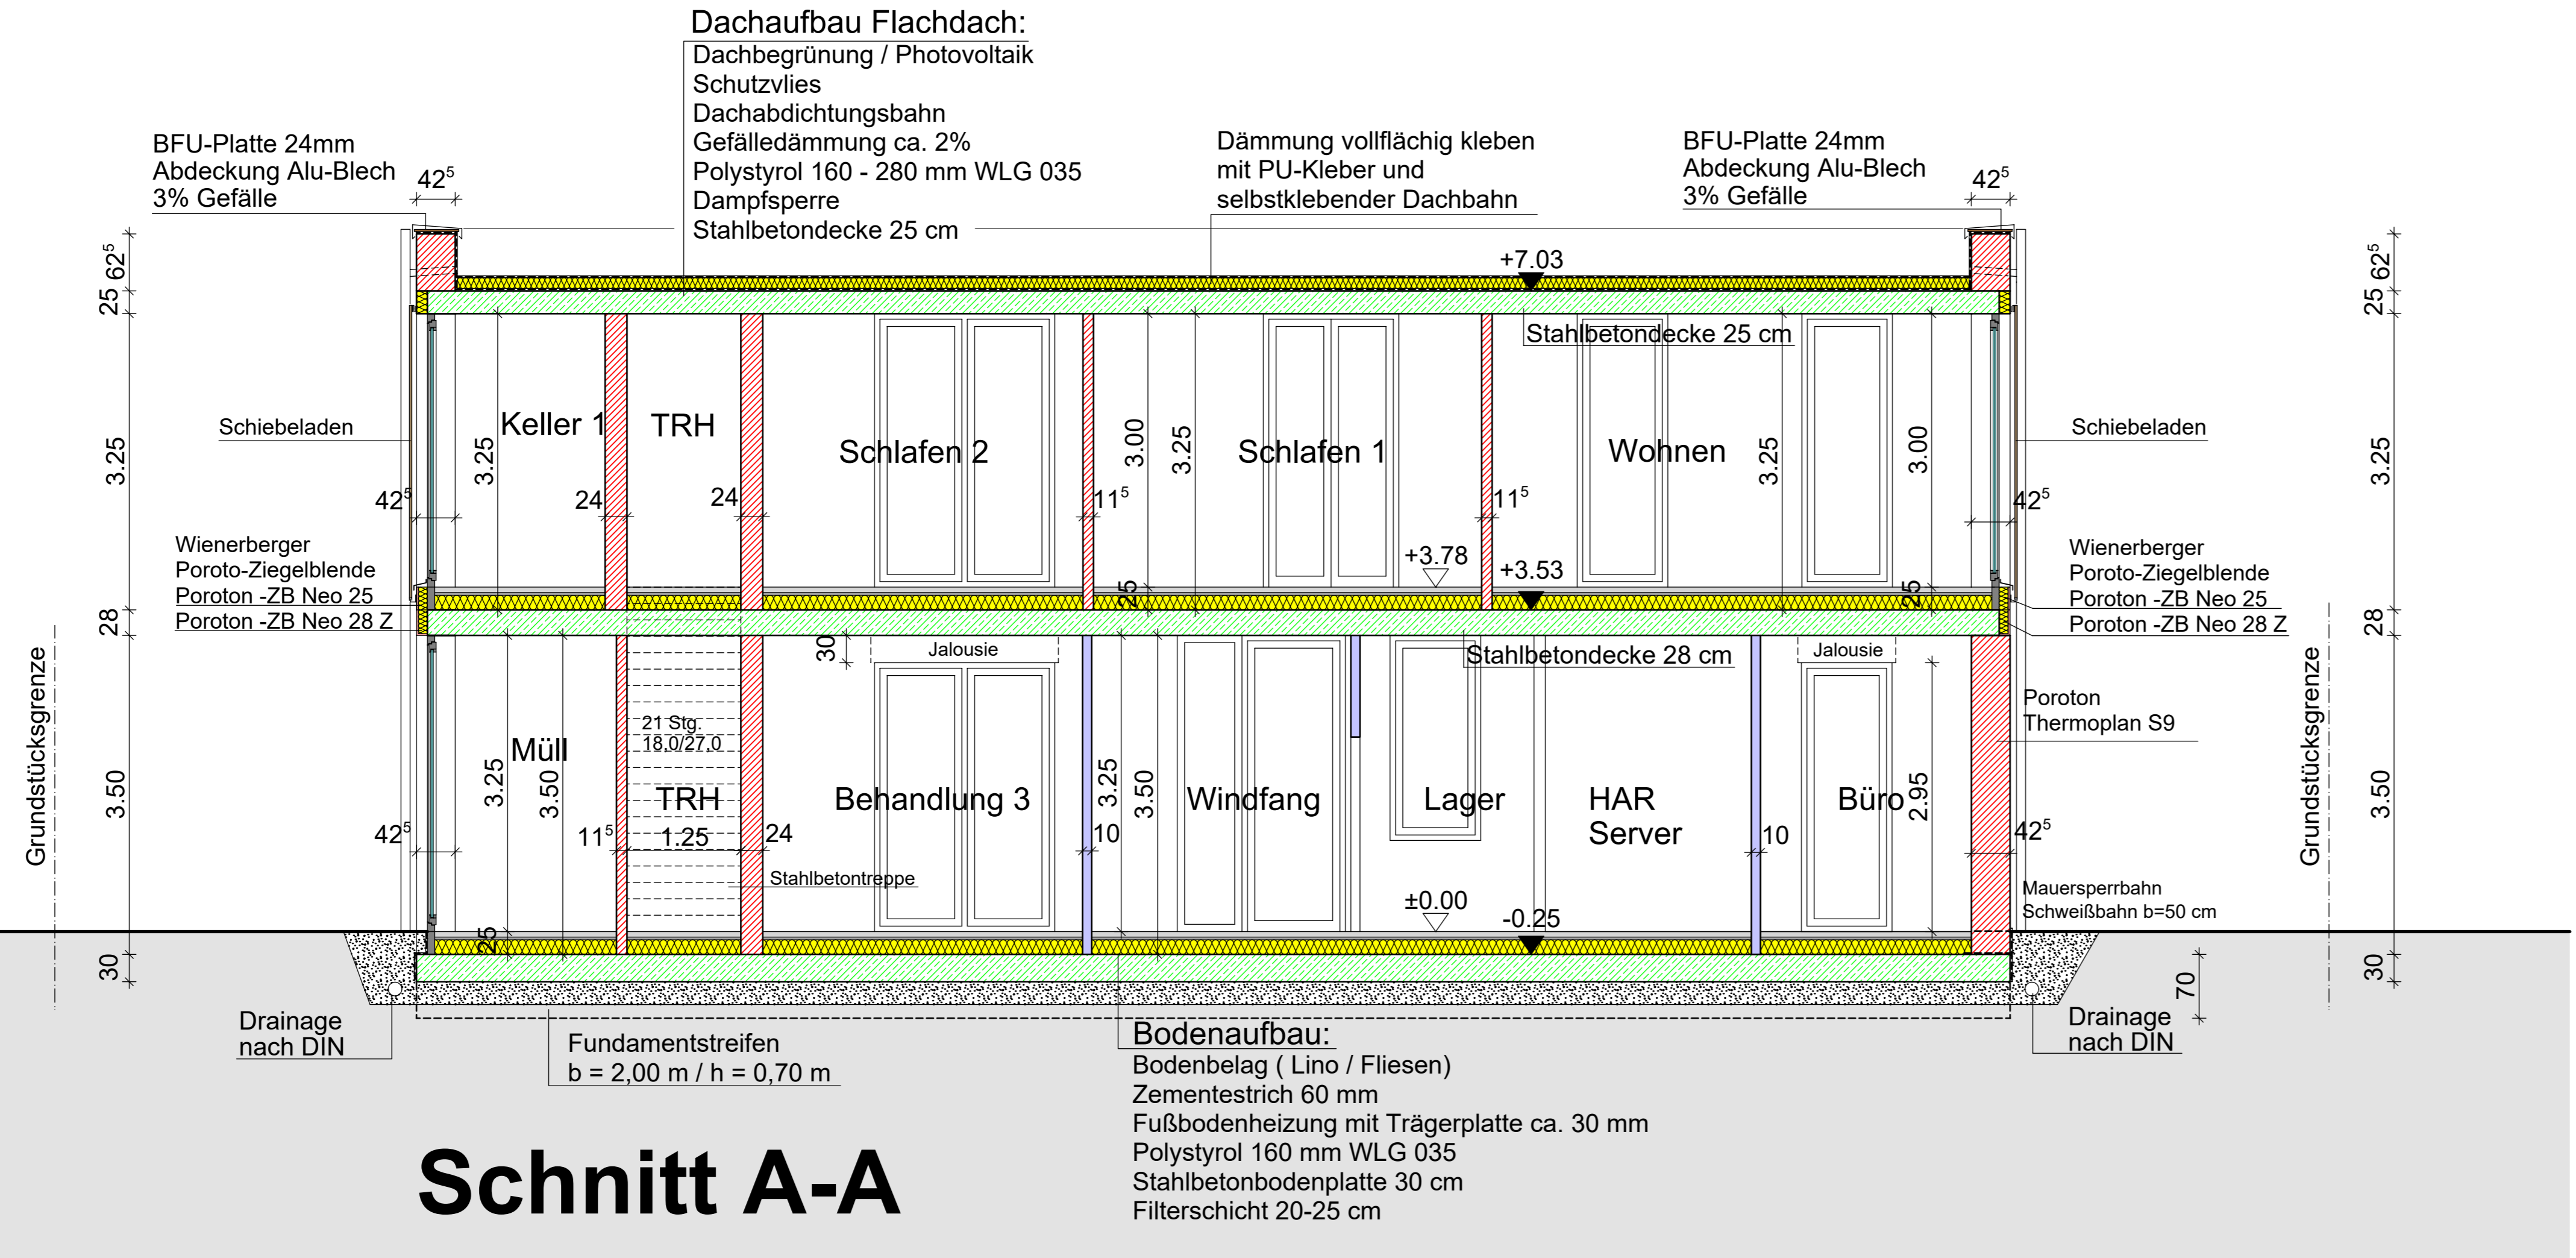 Dachaufbau Flachdach:
Dachbegrünung / Photovoltaik
Schutzvlies
Dachabdichtungsbahn
Gefälledämmung ca. 2%
Polystyrol 160 - 280 mm WLG 035
Dampfsperre
Stahlbetondecke 25 cm
BFU-Platte 24mm
Abdeckung Alu-Blech
3% Gefälle
42⁵
Dämmung vollflächig kleben
mit PU-Kleber und
selbstklebender Dachbahn
BFU-Platte 24mm
Abdeckung Alu-Blech
3% Gefälle
42⁵
62⁵
25
3.25
28
3.50
30
+7.03
62⁵
25
3.25
28
3.50
30
Stahlbetondecke 25 cm
Schiebeladen
Keller 1
TRH
Schlafen 2
Schlafen 1
Wohnen
Schiebeladen
3.25
3.00
3.25
3.25
3.00
42⁵
24
24
11⁵
11⁵
42⁵
Wienerberger
Poroto-Ziegelblende
Poroton -ZB Neo 25
Poroton -ZB Neo 28 Z
+3.78
+3.53
25
25
Wienerberger
Poroto-Ziegelblende
Poroton -ZB Neo 25
Poroton -ZB Neo 28 Z
30
Jalousie
Stahlbetondecke 28 cm
Jalousie
Grundstücksgrenze
Grundstücksgrenze
Poroton
Thermoplan S9
21 Stg.
18,0/27,0
Müll
TRH
Behandlung 3
Windfang
Lager
HAR
Server
Büro
3.25
3.50
3.25
3.50
2.95
42⁵
11⁵
1.25
24
10
10
42⁵
Stahlbetontreppe
±0.00
-0.25
25
Mauersperrbahn
Schweißbahn b=50 cm
70
Drainage
nach DIN
Fundamentstreifen
b = 2,00 m / h = 0,70 m
Drainage
nach DIN
Bodenaufbau:
Bodenbelag ( Lino / Fliesen)
Zementestrich 60 mm
Fußbodenheizung mit Trägerplatte ca. 30 mm
Polystyrol 160 mm WLG 035
Stahlbetonbodenplatte 30 cm
Filterschicht 20-25 cm
Schnitt A-A